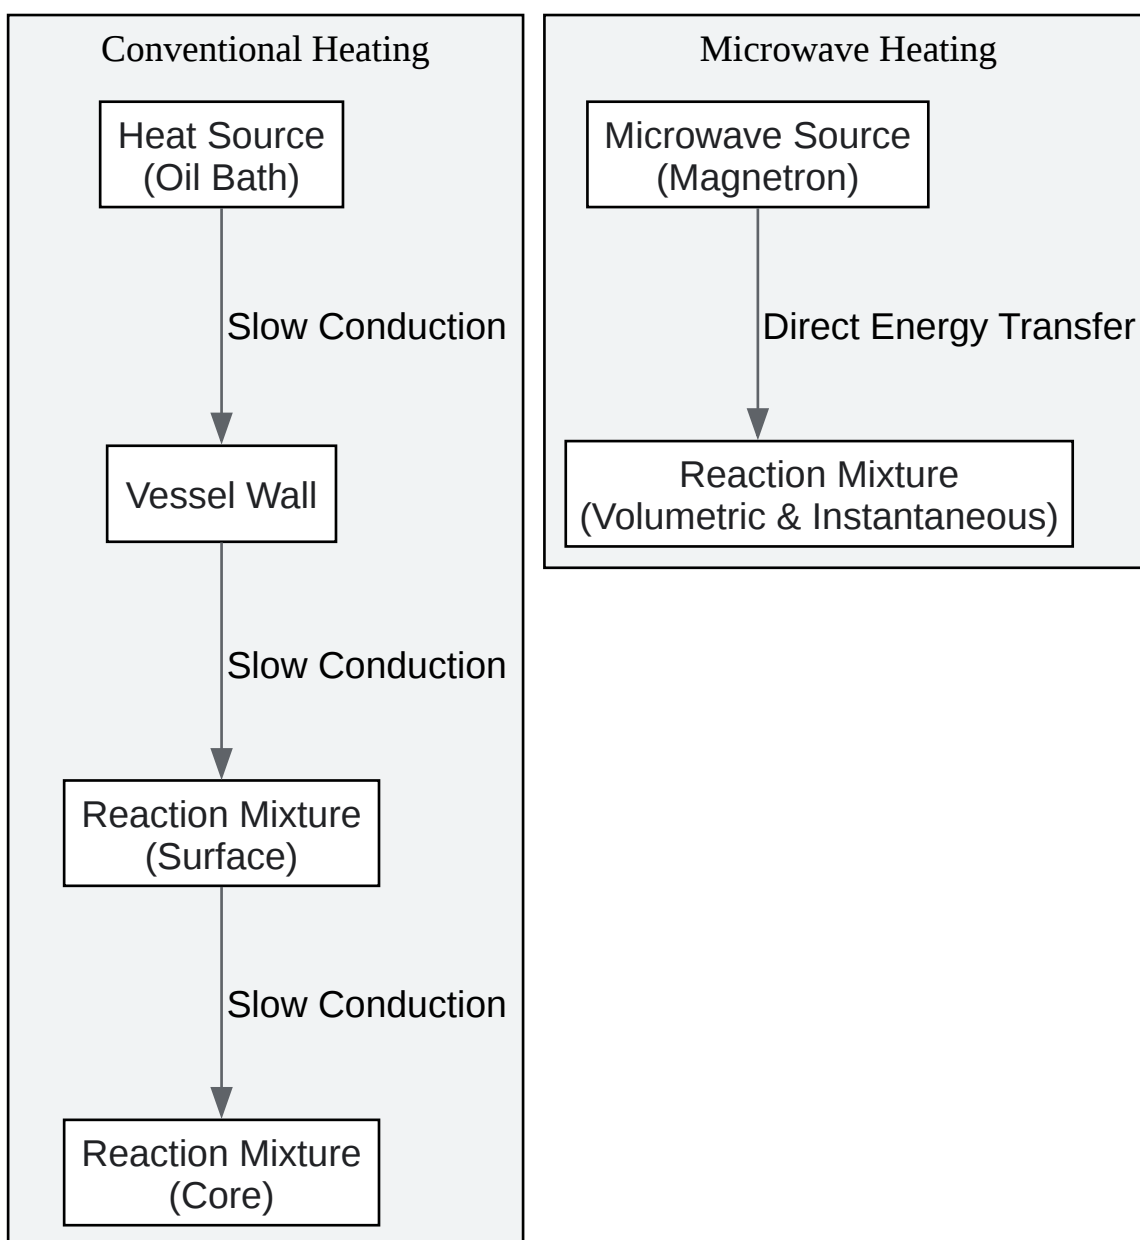 Conventional Heating
Heat Source
(Oil Bath)
Slow Conduction
Vessel Wall
Slow Conduction
Reaction Mixture
(Surface)
Slow Conduction
Reaction Mixture
(Core)
Microwave Heating
Microwave Source
(Magnetron)
Direct Energy Transfer
Reaction Mixture
(Volumetric & Instantaneous)